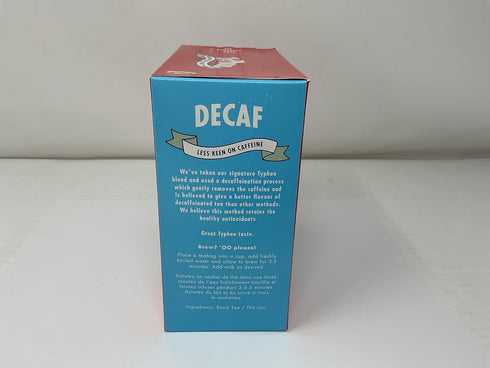 DECAF
LESS KEEN ON CAFFEINE
We've taken our signature Typhoo
blend and used a decaffeination process
which gently removes the caffeine and
is believed to give a better flavour of
decaffeinated tea than other methods.
We believe this method retains the
healthy antioxidants
Great Typhoo taste.
Brew? 'OO please!
Place a teabag into a cup, add freshly
boiled water and allow to brew for 3-5
minutes. Add milk as desired.
Ajoutez un sachet de thé dans une tasse,
ajoutez de l'eau fraîchement bouillie et
laissez infuser pendant 3 à 5 minutes.
Ajoutez du lait et du sucre si vous
le souhaitez
Ingredients: Black Tea / Thé noir